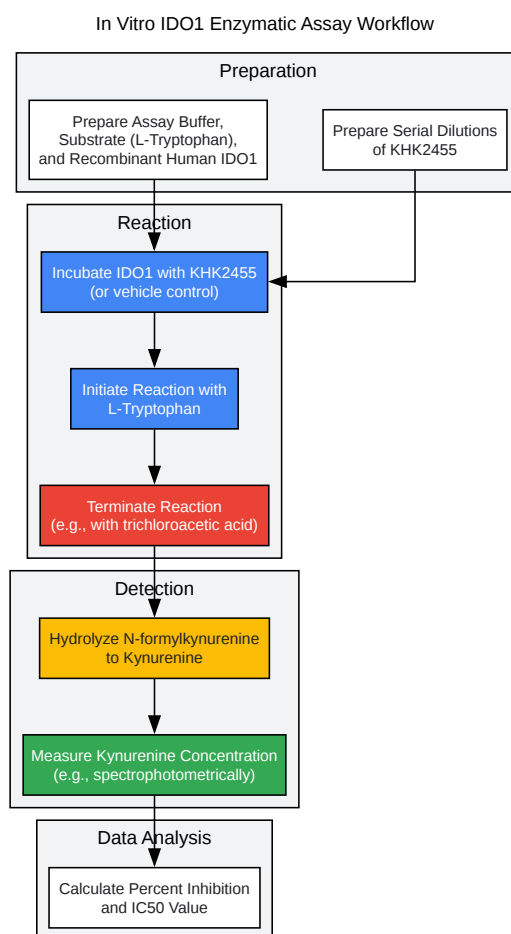 In Vitro IDO1 Enzymatic Assay Workflow
Preparation
Prepare Assay Buffer,
Substrate (L-Tryptophan),
and Recombinant Human IDO1
Prepare Serial Dilutions
of KHK2455
Reaction
Incubate IDO1 with KHK2455
(or vehicle control)
Initiate Reaction with
L-Tryptophan
Terminate Reaction
(e.g., with trichloroacetic acid)
Detection
Hydrolyze N-formylkynurenine
to Kynurenine
Measure Kynurenine Concentration
(e.g., spectrophotometrically)
Data Analysis
Calculate Percent Inhibition
and IC50 Value